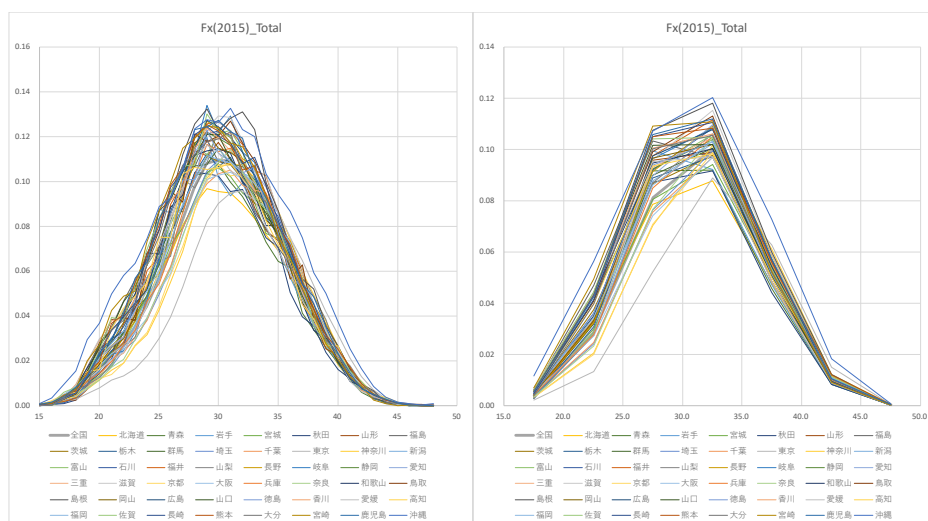 Fx(2015)_Total
0.16
0.14
0.12
0.10
0.08
0.06
0.04
0.02
0.00
15 20 25 30 35 40 45 50
全国 北海道 青森 岩手 宮城 秋田 山形 福島
茨城 栃木 群馬 埼玉 千葉 東京 神奈川 新潟
富山 石川 福井 山梨 長野 岐阜 静岡 愛知
三重 滋賀 京都 大阪 兵庫 奈良 和歌山 鳥取
島根 岡山 広島 山口 徳島 香川 愛媛 高知
福岡 佐賀 長崎 熊本 大分 宮崎 鹿児島 沖縄
Fx(2015)_Total
0.14
0.12
0.10
0.08
0.06
0.04
0.02
0.00
15.0 20.0 25.0 30.0 35.0 40.0 45.0 50.0
全国 北海道 青森 岩手 宮城 秋田 山形 福島
茨城 栃木 群馬 埼玉 千葉 東京 神奈川 新潟
富山 石川 福井 山梨 長野 岐阜 静岡 愛知
三重 滋賀 京都 大阪 兵庫 奈良 和歌山 鳥取
島根 岡山 広島 山口 徳島 香川 愛媛 高知
福岡 佐賀 長崎 熊本 大分 宮崎 鹿児島 沖縄